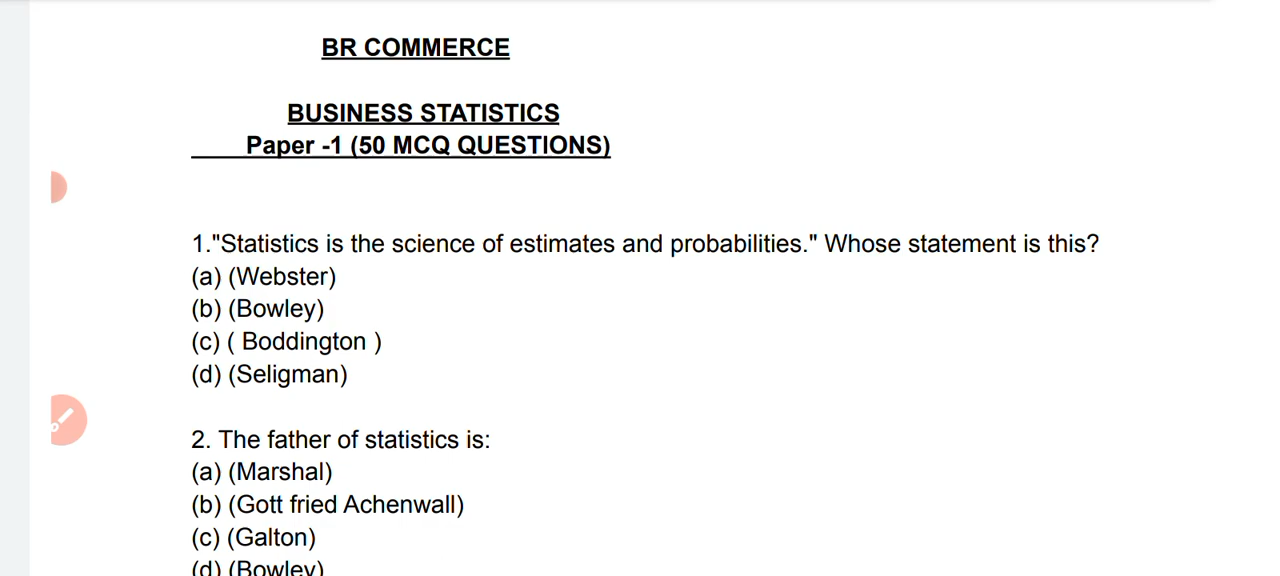 BR COMMERCE
BUSINESS STATISTICS
Paper -1 (50 MCQ QUESTIONS)
1."Statistics is the science of estimates and probabilities." Whose statement is this?
(a) (Webster)
(b) (Bowley)
(c) ( Boddington )
(d) (Seligman)
2. The father of statistics is:
(a) (Marshal)
(b) (Gott fried Achenwall)
(c) (Galton)
(d) (Bowley)